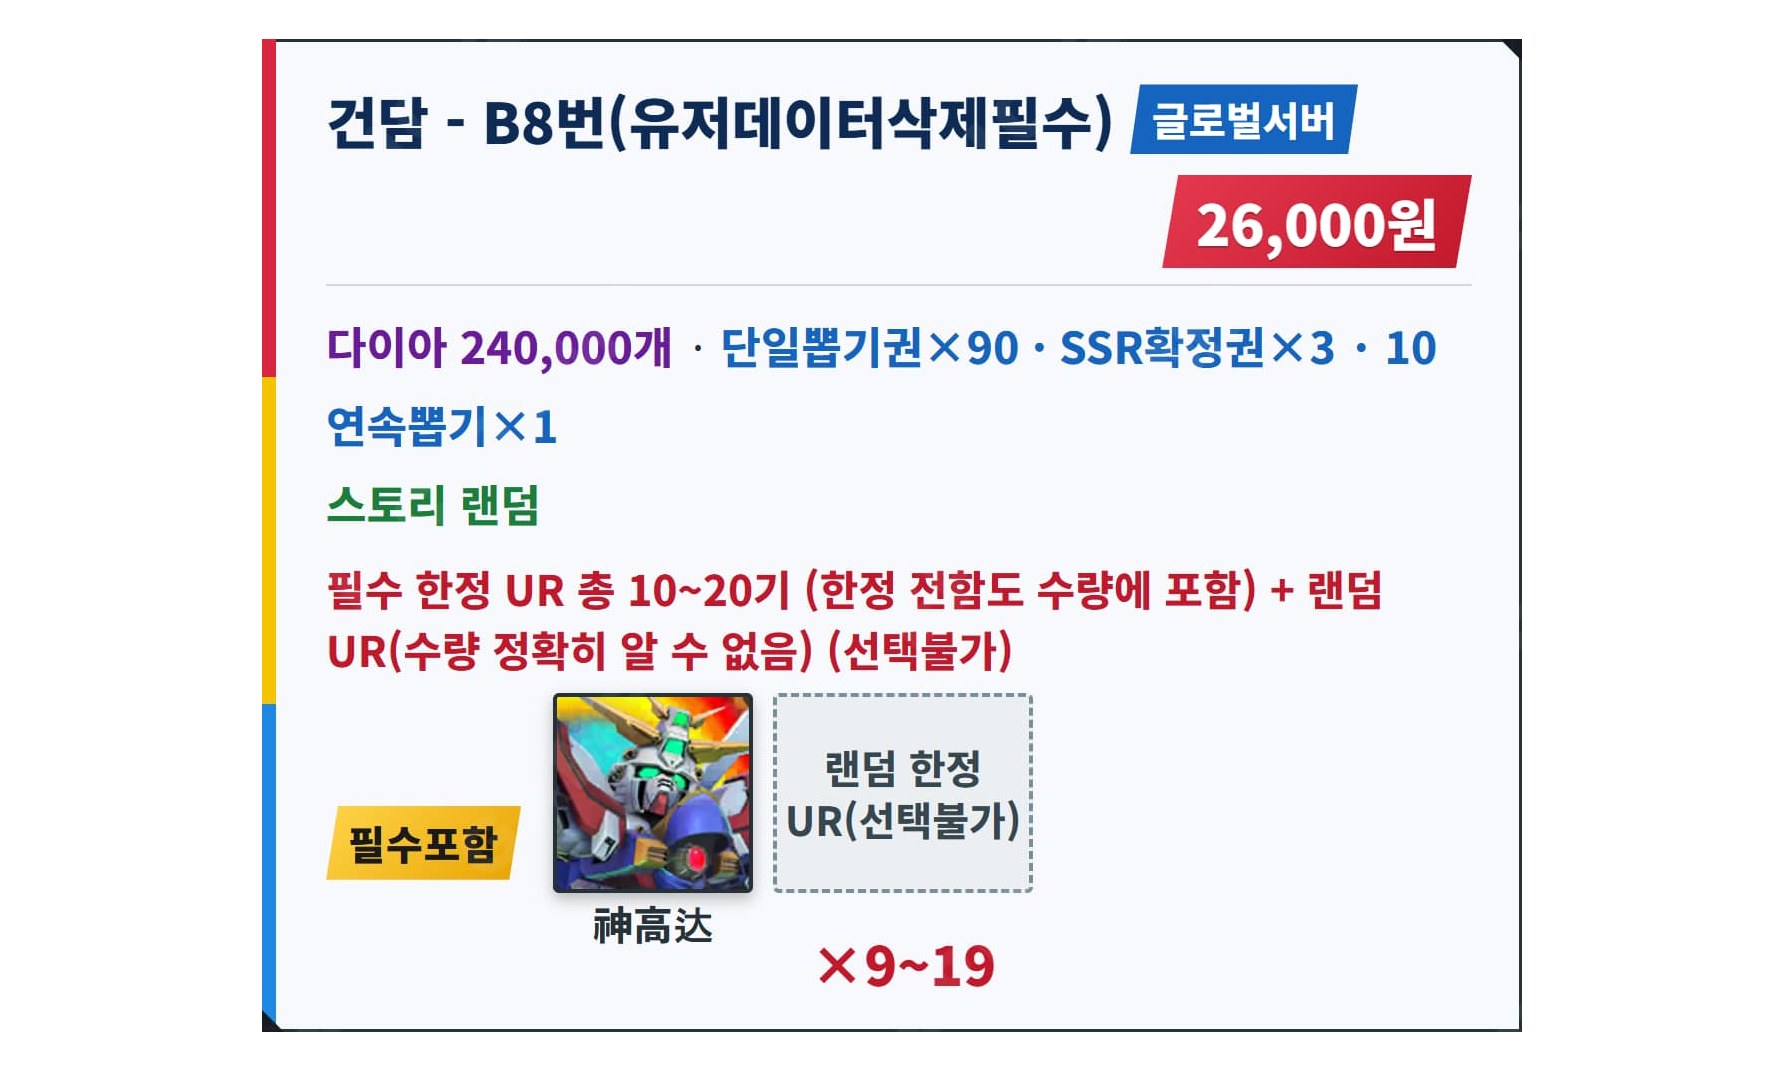 건담 - B8번(유저데이터삭제필수) 글로벌서버
26,000원
다이아 240,000개 · 단일뽑기권×90 · SSR확정권×3 · 10
연속뽑기×1
스토리 랜덤
필수 한정 UR 총 10~20기 (한정 전함도 수량에 포함) + 랜덤
UR(수량 정확히 알 수 없음) (선택불가)
필수포함
神高达
랜덤 한정
UR(선택불가)
×9~19